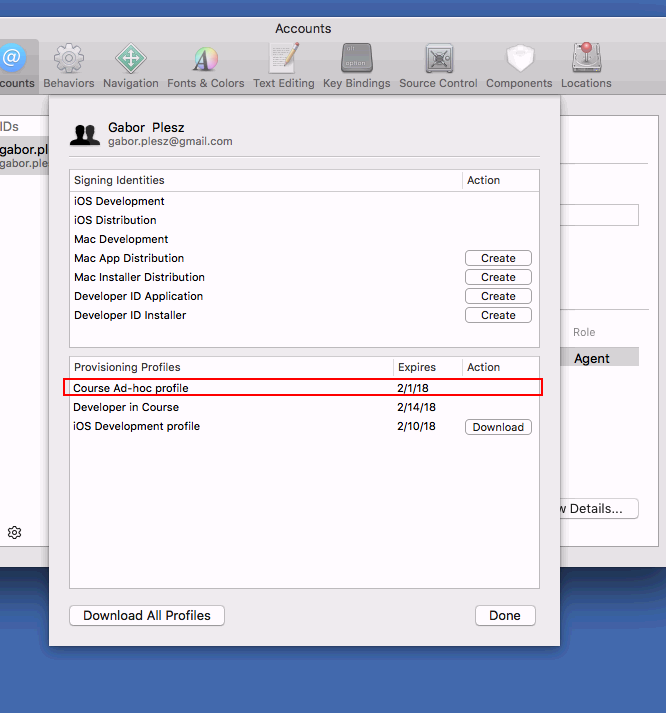 Accounts
@
counts Behaviors Navigation Fonts & Colors Text Editing Key Bindings Source Control Components Locations
alt
option
IDs
gabor.pl
gabor.ple
Gabor Plesz
gabor.plesz@gmail.com
Signing Identities Action
iOS Development
iOS Distribution
Mac Development
Mac App Distribution Create
Mac Installer Distribution Create
Developer ID Application Create
Developer ID Installer Create
Role
Agent
Provisioning Profiles Expires Action
Course Ad-hoc profile 2/1/18
Developer in Course 2/14/18
iOS Development profile 2/10/18 Download
w Details...
Download All Profiles Done